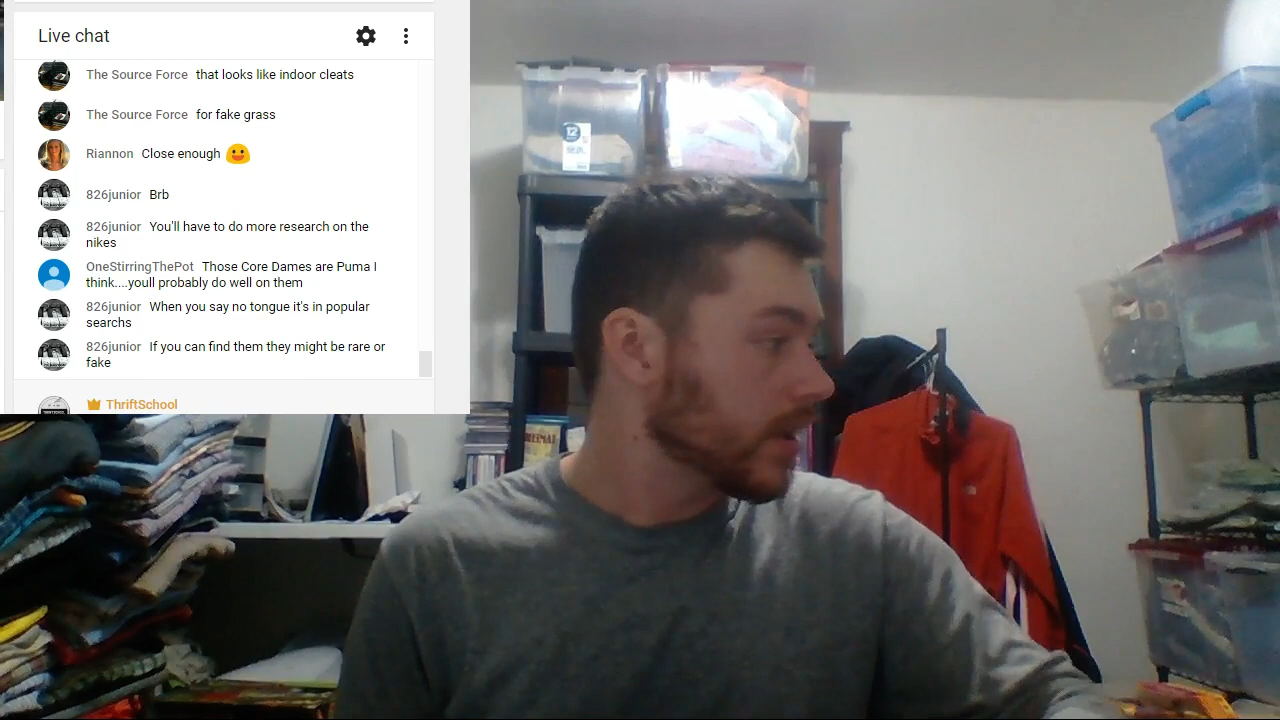 Live chat
The Source Force that looks like indoor cleats
The Source Force for fake grass
Riannon Close enough
826junior Brb
826junior You'll have to do more research on the
nikes
OneStirringThePot Those Core Dames are Puma I
think....youll probably do well on them
826junior When you say no tongue it's in popular
searchs
826junior If you can find them they might be rare or
fake
ThriftSchool
12